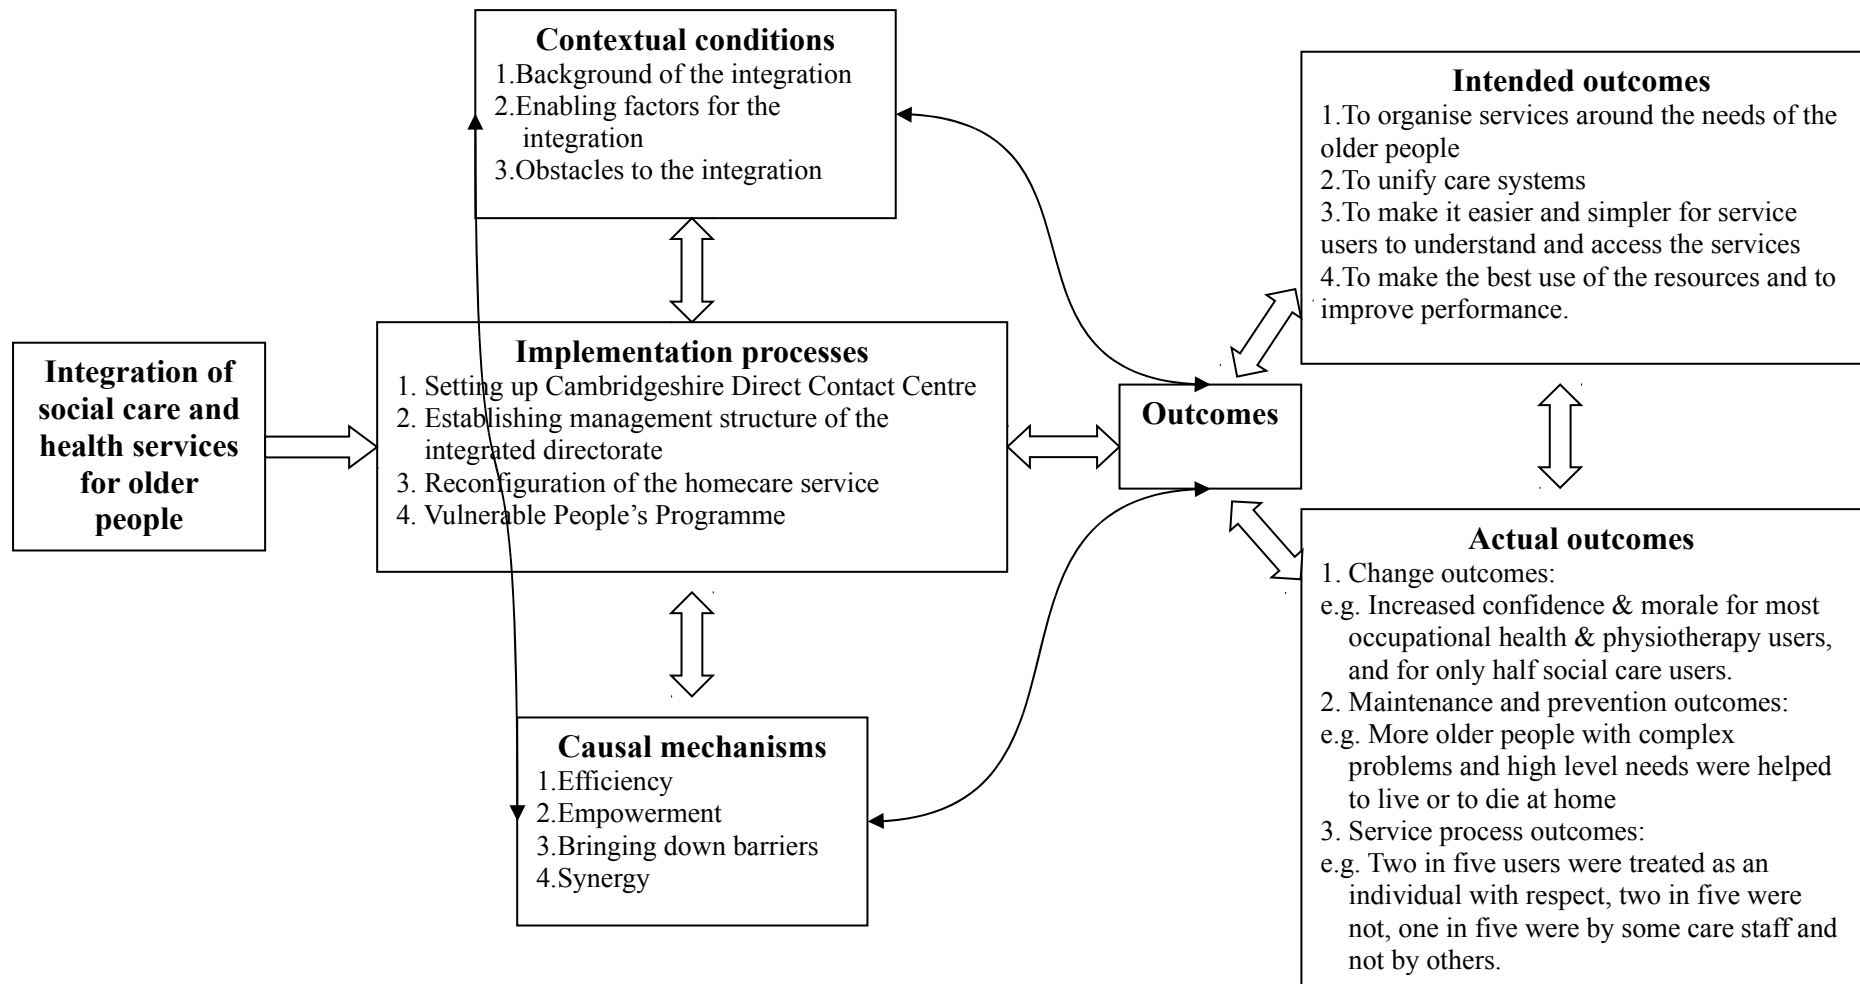 Contextual conditions
1.Background of the integration
2.Enabling factors for the
integration
3.Obstacles to the integration
Intended outcomes
1.To organise services around the needs of the
older people
2.To unify care systems
3.To make it easier and simpler for service
users to understand and access the services
4.To make the best use of the resources and to
improve performance.
Integration of
social care and
health services
for older
people
Implementation processes
1. Setting up Cambridgeshire Direct Contact Centre
2. Establishing management structure of the
integrated directorate
3. Reconfiguration of the homecare service
4. Vulnerable People’s Programme
Outcomes
Causal mechanisms
1.Efficiency
2.Empowerment
3.Bringing down barriers
4.Synergy
Actual outcomes
1. Change outcomes:
e.g. Increased confidence & morale for most
occupational health & physiotherapy users,
and for only half social care users.
2. Maintenance and prevention outcomes:
e.g. More older people with complex
problems and high level needs were helped
to live or to die at home
3. Service process outcomes:
e.g. Two in five users were treated as an
individual with respect, two in five were
not, one in five were by some care staff and
not by others.